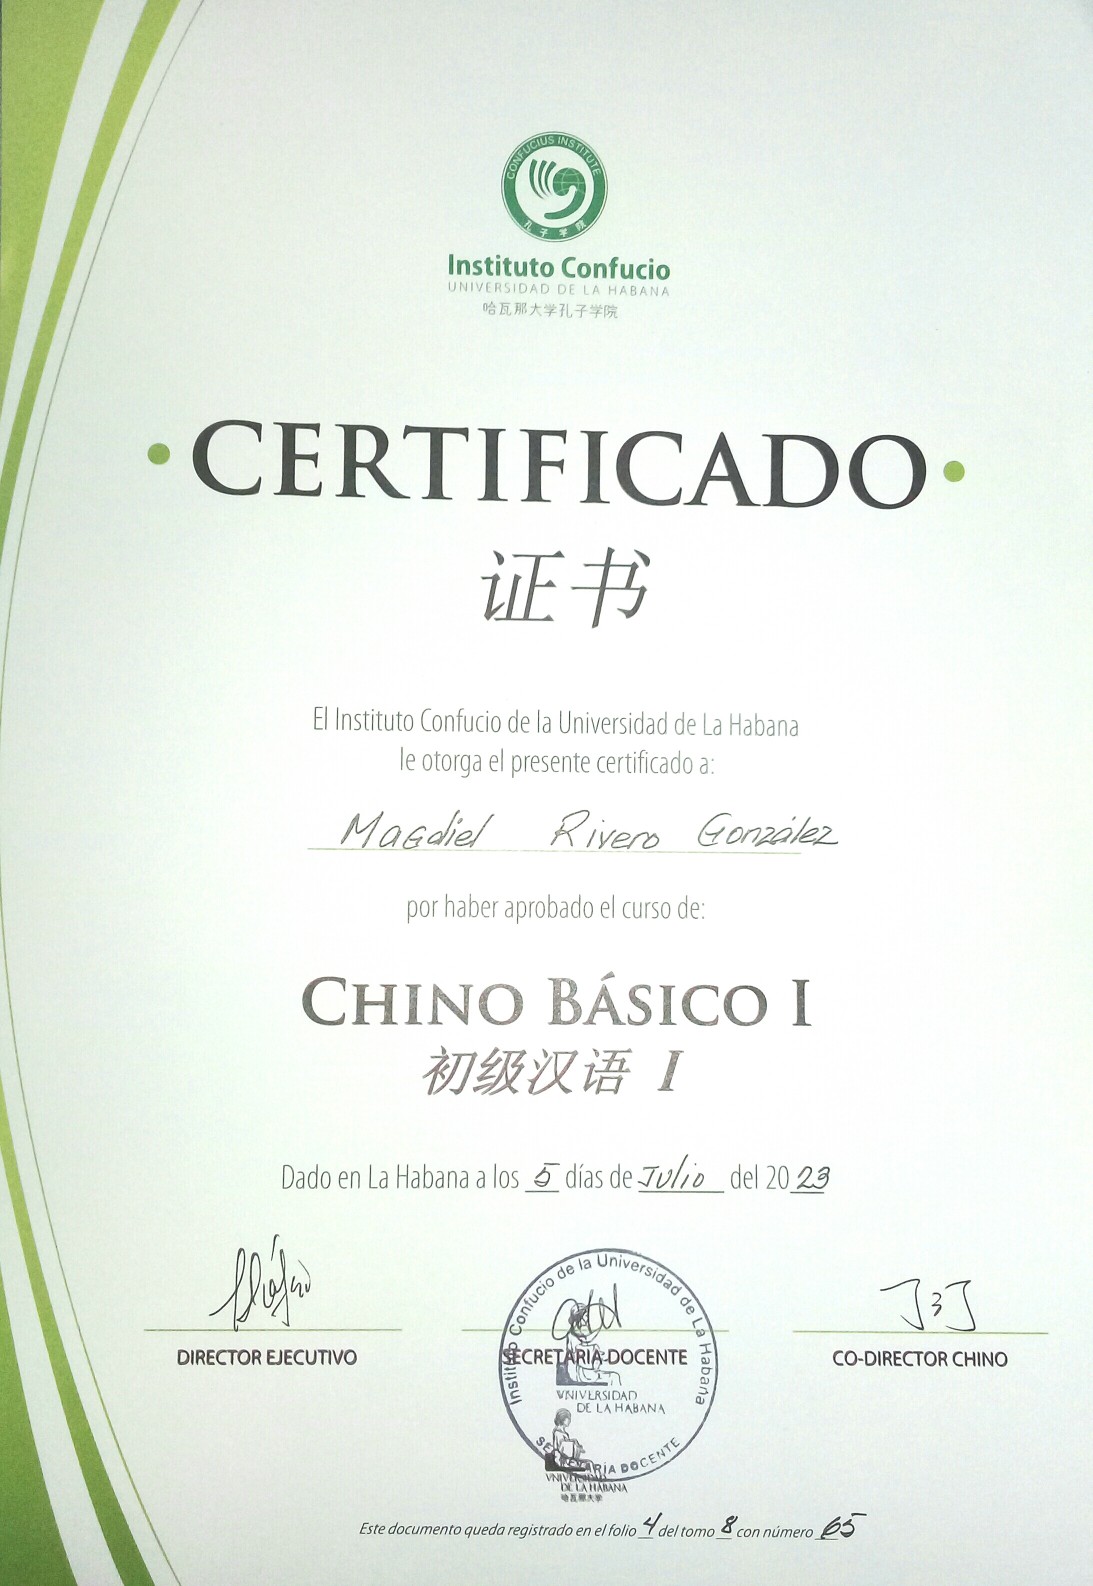 CONFUCIUS INSTITUTE
孔子学院
Instituto Confucio
UNIVERSIDAD DE LA HABANA
哈瓦那大学孔子学院
• CERTIFICADO •
证书
El Instituto Confucio de la Universidad de La Habana
le otorga el presente certificado a:
Magdiel Rivero González
por haber aprobado el curso de:
CHINO BÁSICO I
初级汉语 I
Dado en La Habana a los 5 días de Julio del 2023
DIRECTOR EJECUTIVO
SECRETARIA DOCENTE
CO-DIRECTOR CHINO
Instituto Confucio de la Universidad de La Habana
VNIVERSIDAD
DE LA HABANA
SECRETARÍA DOCENTE
VNIVERSIDAD
DE LA HABANA
哈瓦那大学
Este documento queda registrado en el folio 4 del tomo 8 con número 65